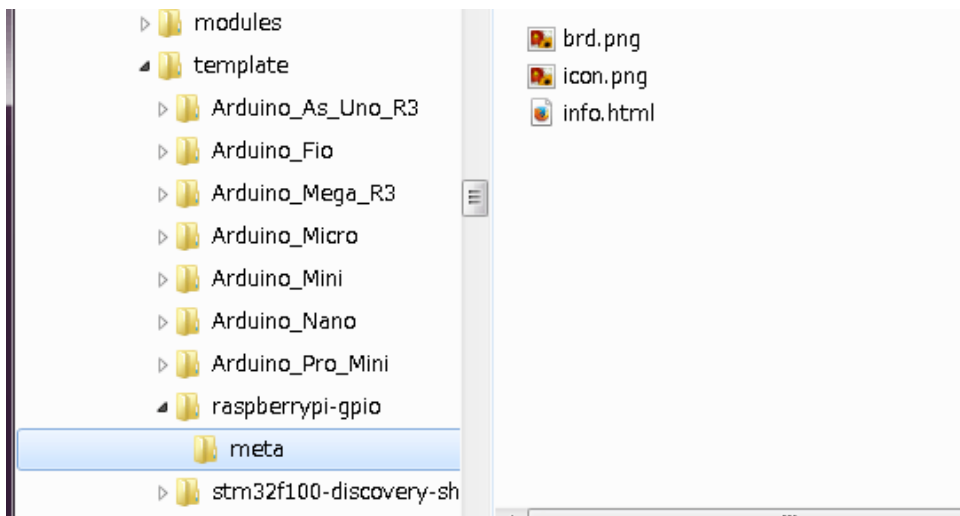 modules
template
Arduino_As_Uno_R3
Arduino_Fio
Arduino_Mega_R3
Arduino_Micro
Arduino_Mini
Arduino_Nano
Arduino_Pro_Mini
raspberrypi-gpio
meta
stm32f100-discovery-sh
brd.png
icon.png
info.html